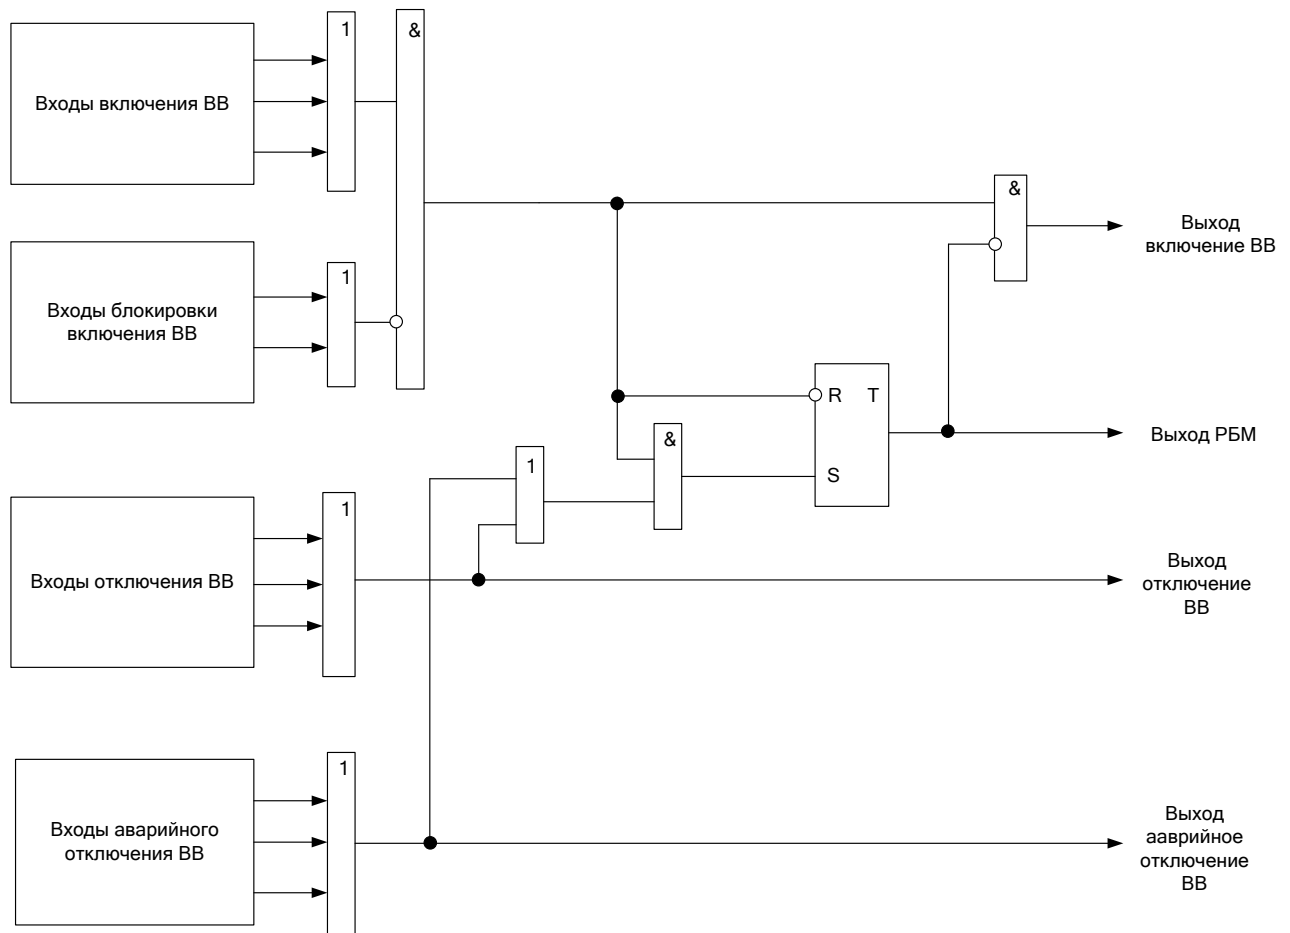 1
&
Входы включения ВВ
&
Выход
включение ВВ
1
Входы блокировки
включения ВВ
R T
&
Выход РБМ
1
S
1
Входы отключения ВВ
Выход
отключение
ВВ
1
Входы аварийного
отключения ВВ
Выход
ааврийное
отключение
ВВ